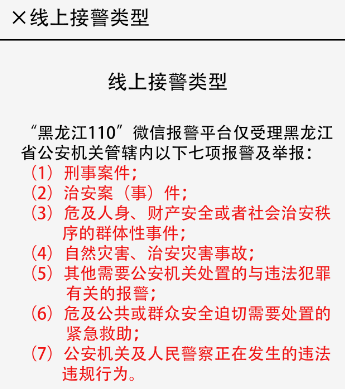 ×线上接警类型
线上接警类型
“黑龙江110”微信报警平台仅受理黑龙江
省公安机关管辖内以下七项报警及举报：
（1）刑事案件；
（2）治安案（事）件；
（3）危及人身、财产安全或者社会治安秩
序的群体性事件；
（4）自然灾害、治安灾害事故；
（5）其他需要公安机关处置的与违法犯罪
有关的报警；
（6）危及公共或群众安全迫切需要处置的
紧急救助；
（7）公安机关及人民警察正在发生的违法
违规行为。